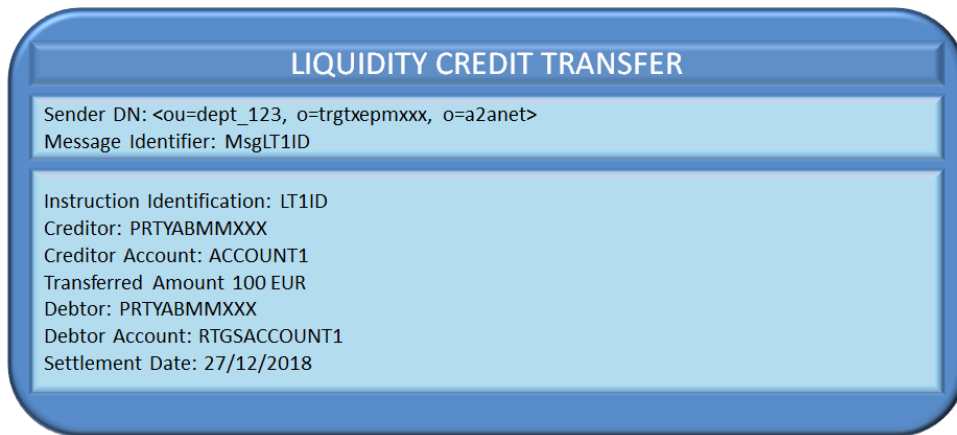 LIQUIDITY CREDIT TRANSFER
Sender DN: <ou=dept_123, o=trgtxepmxxx, o=a2anet>
Message Identifier: MsgLT1ID
Instruction Identification: LT1ID
Creditor: PRTYABMMXXX
Creditor Account: ACCOUNT1
Transferred Amount 100 EUR
Debtor: PRTYABMMXXX
Debtor Account: RTGSACCOUNT1
Settlement Date: 27/12/2018